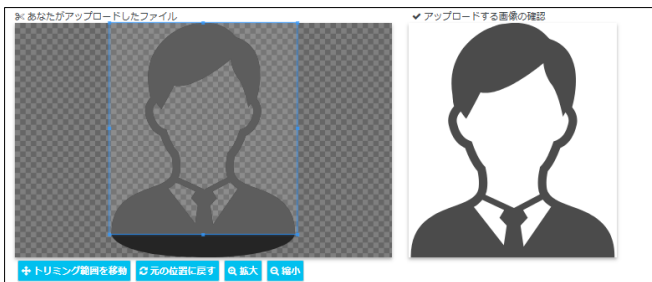 あなたがアップロードしたファイル
アップロードする画像の確認
トリミング範囲を移動
元の位置に戻す
拡大
縮小